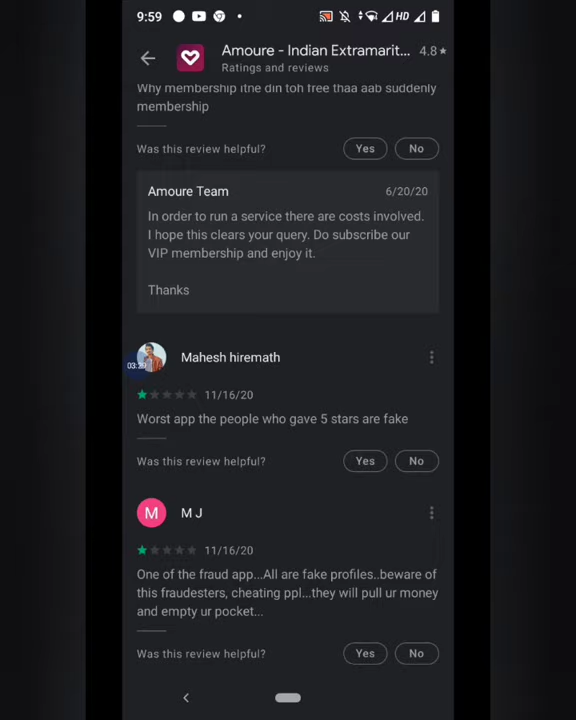 9:59 HD
Amoure - Indian Extramarit... 4.8★
Ratings and reviews
Why membership itne din toh free thaa aab suddenly
membership
Was this review helpful? Yes No
Amoure Team 6/20/20
In order to run a service there are costs involved.
I hope this clears your query. Do subscribe our
VIP membership and enjoy it.
Thanks
Mahesh hiremath
03:29
11/16/20
Worst app the people who gave 5 stars are fake
Was this review helpful? Yes No
M M J
11/16/20
One of the fraud app...All are fake profiles..beware of
this fraudesters, cheating ppl...they will pull ur money
and empty ur pocket...
Was this review helpful? Yes No